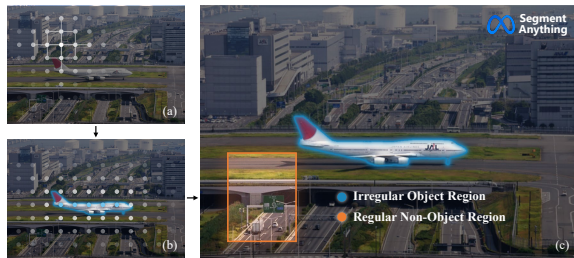 (a)
(b)
Segment
Anything
JAL
Irregular Object Region
Regular Non-Object Region
(c)